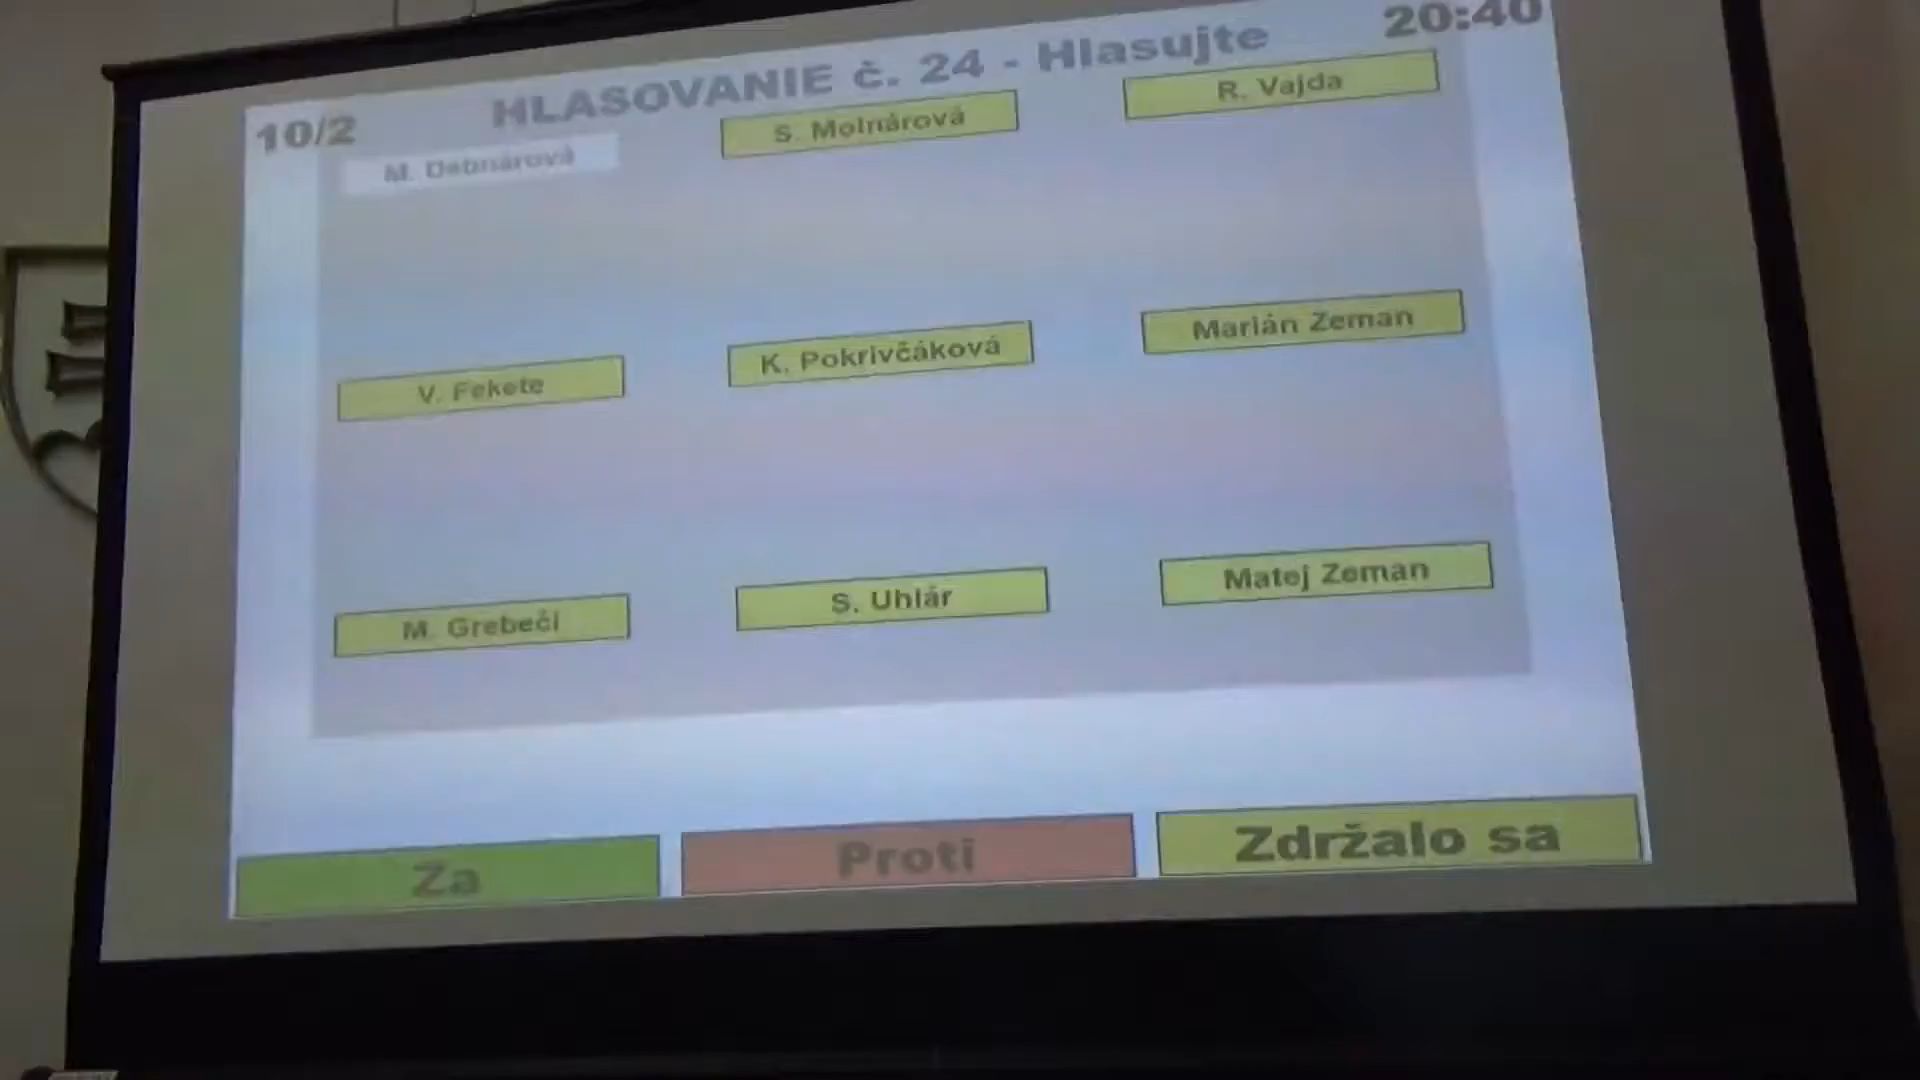 20:40
HLASOVANIE č. 24 - Hlasujte
10/2
M. Debnárová
S. Molnárová
R. Vajda
V. Fekete
K. Pokrivčáková
Marián Zeman
M. Grebeči
S. Uhlár
Matej Zeman
Za
Proti
Zdržalo sa